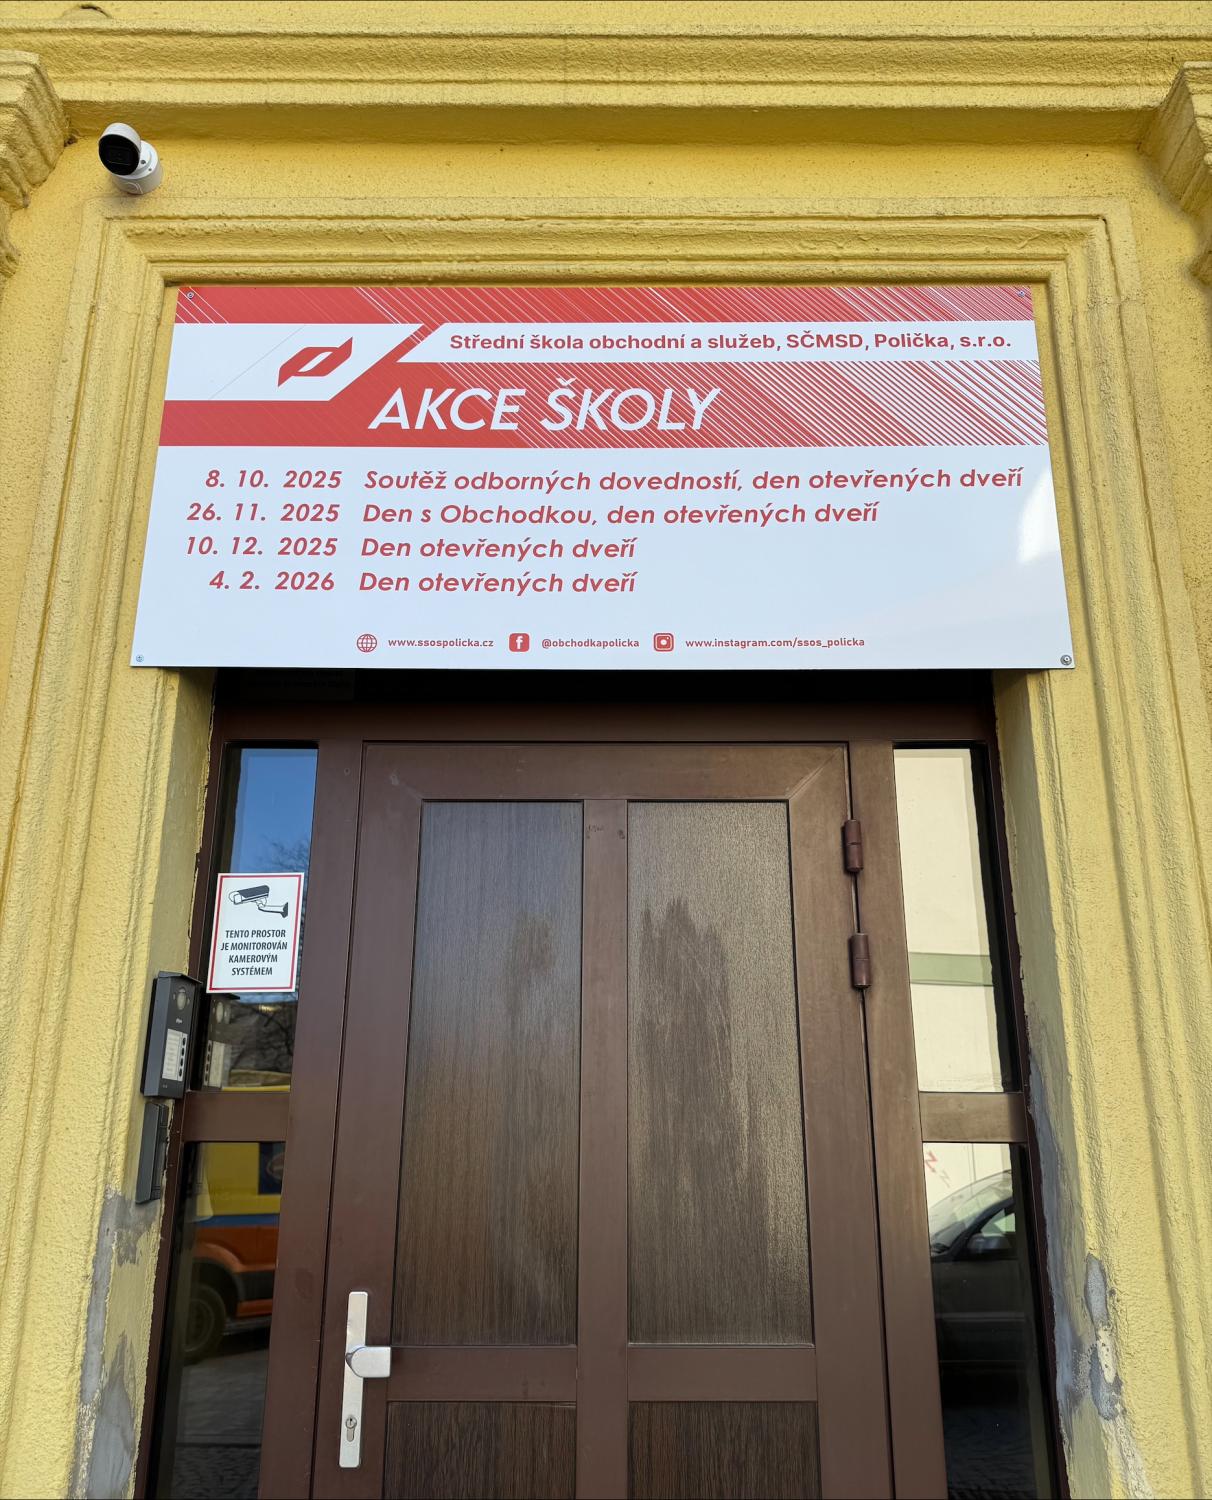 Střední škola obchodní a služeb, SČMSD, Polička, s.r.o.
AKCE ŠKOLY
8. 10. 2025 Soutěž odborných dovedností, den otevřených dveří
26. 11. 2025 Den s Obchodkou, den otevřených dveří
10. 12. 2025 Den otevřených dveří
4. 2. 2026 Den otevřených dveří
www.ssospolicka.cz @obchodkapolicka www.instagram.com/ssos_policka
TENTO PROSTOR
JE MONITOROVÁN
KAMEROVÝM
SYSTÉMEM